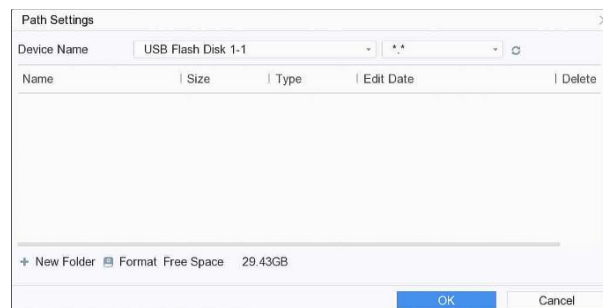 Path Settings
Device Name USB Flash Disk 1-1 *.*
Name Size Type Edit Date Delete
New Folder Format Free Space 29.43GB
OK Cancel